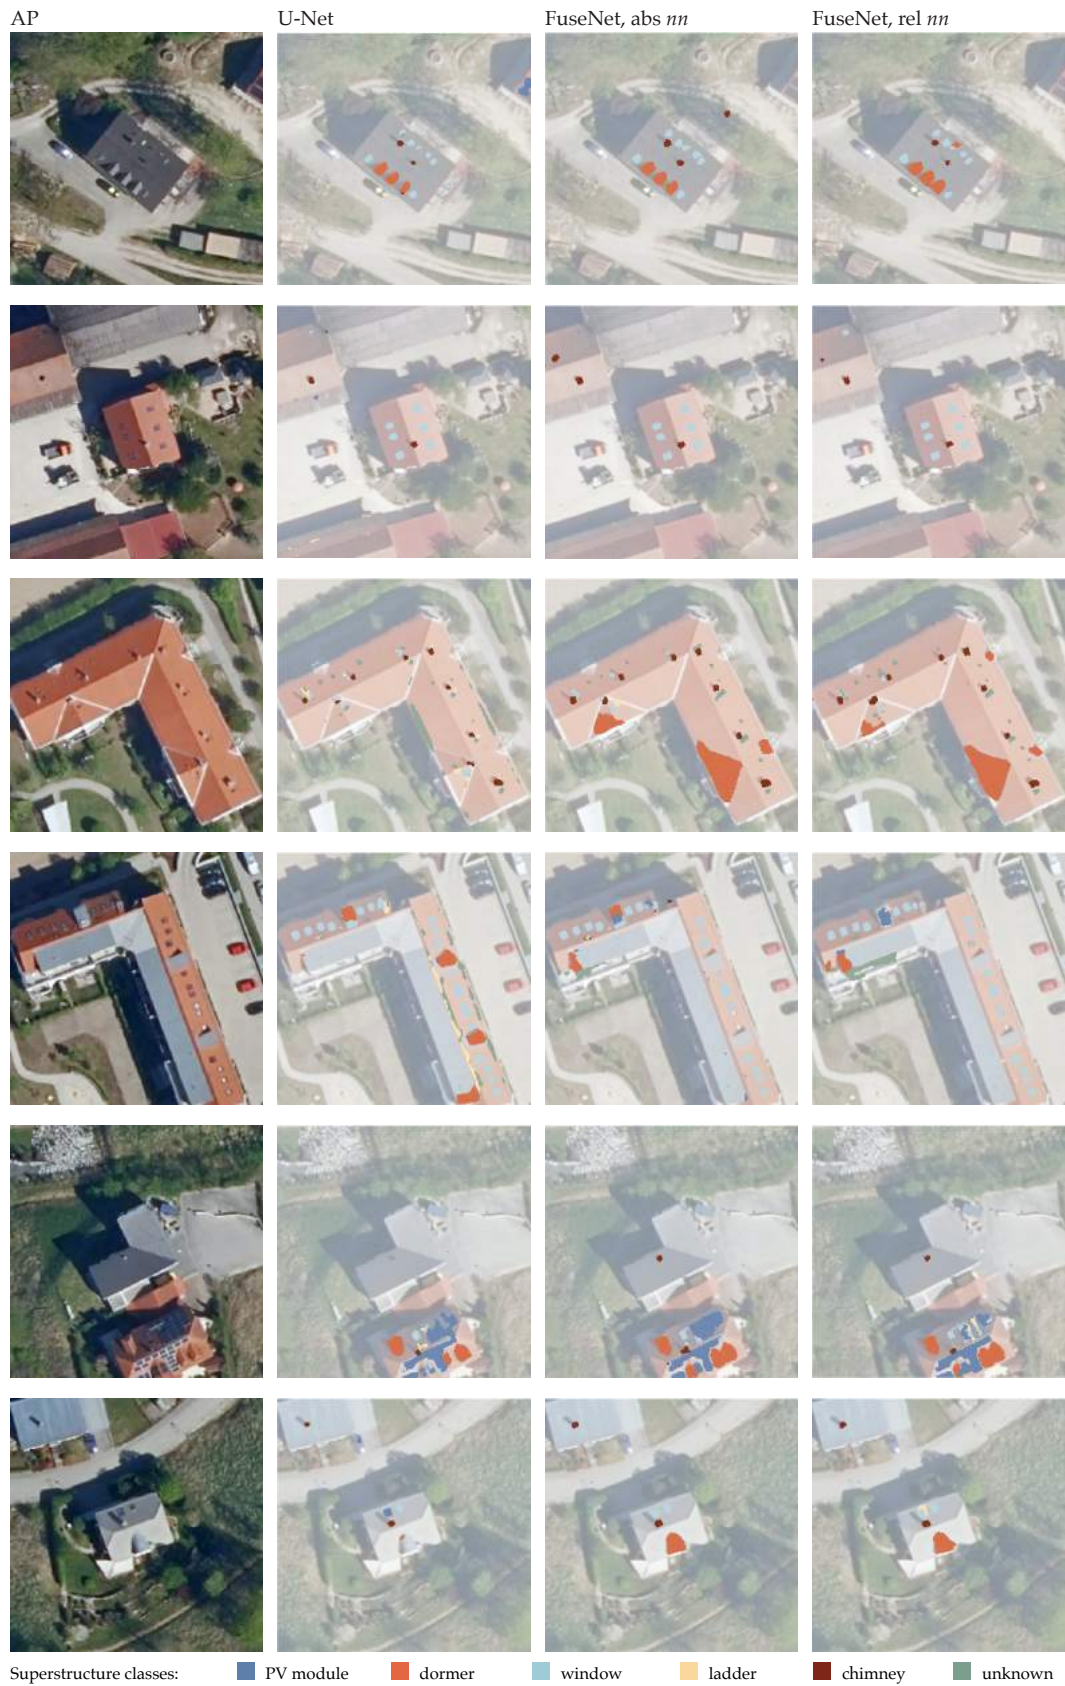 AP U-Net FuseNet, abs nn FuseNet, rel nn
Superstructure classes: PV module dormer window ladder chimney unknown